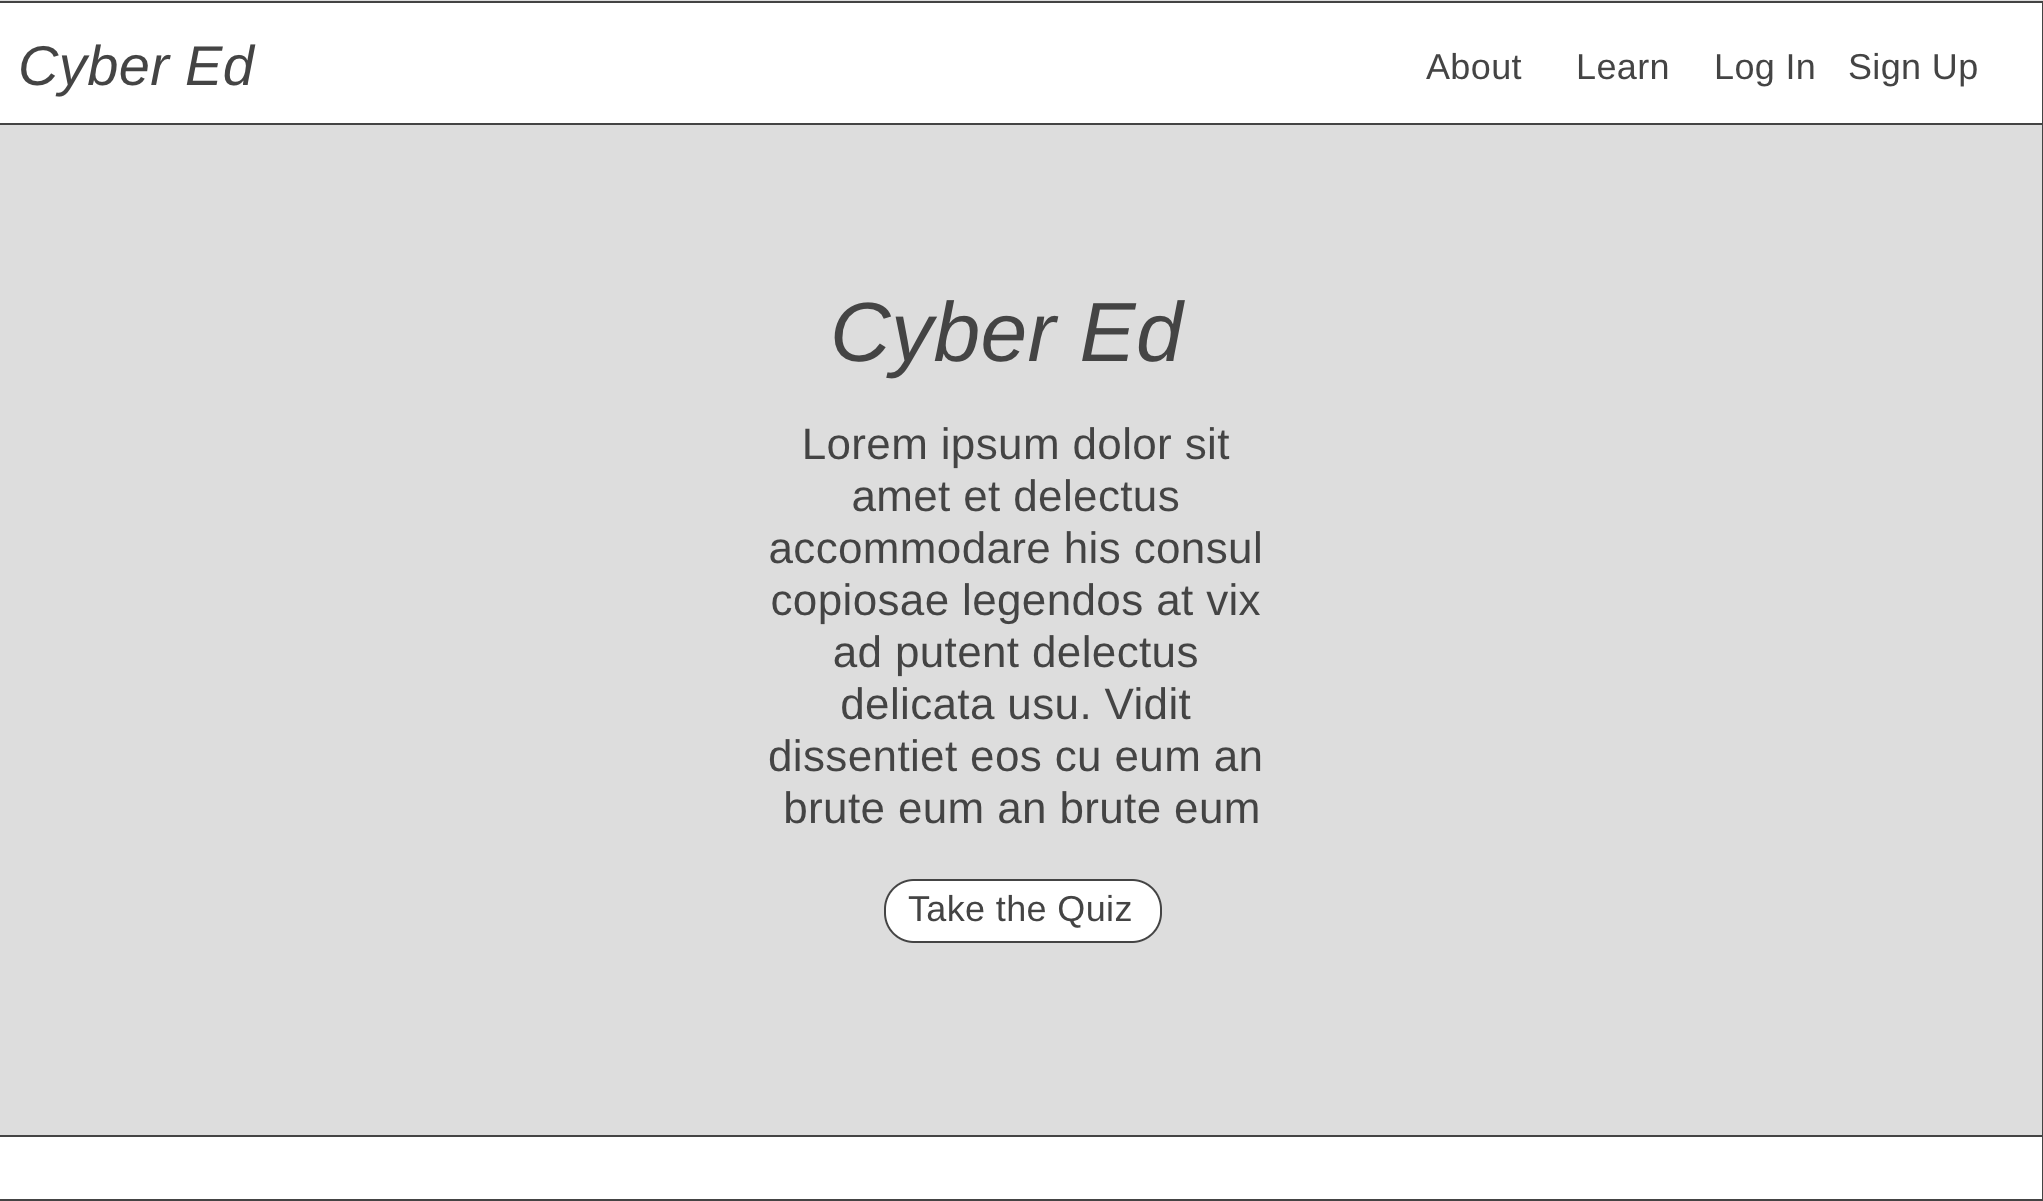 Cyber Ed
About Learn Log In Sign Up
Cyber Ed
Lorem ipsum dolor sit
amet et delectus
accommodare his consul
copiosae legendos at vix
ad putent delectus
delicata usu. Vidit
dissentiet eos cu eum an
brute eum an brute eum
Take the Quiz